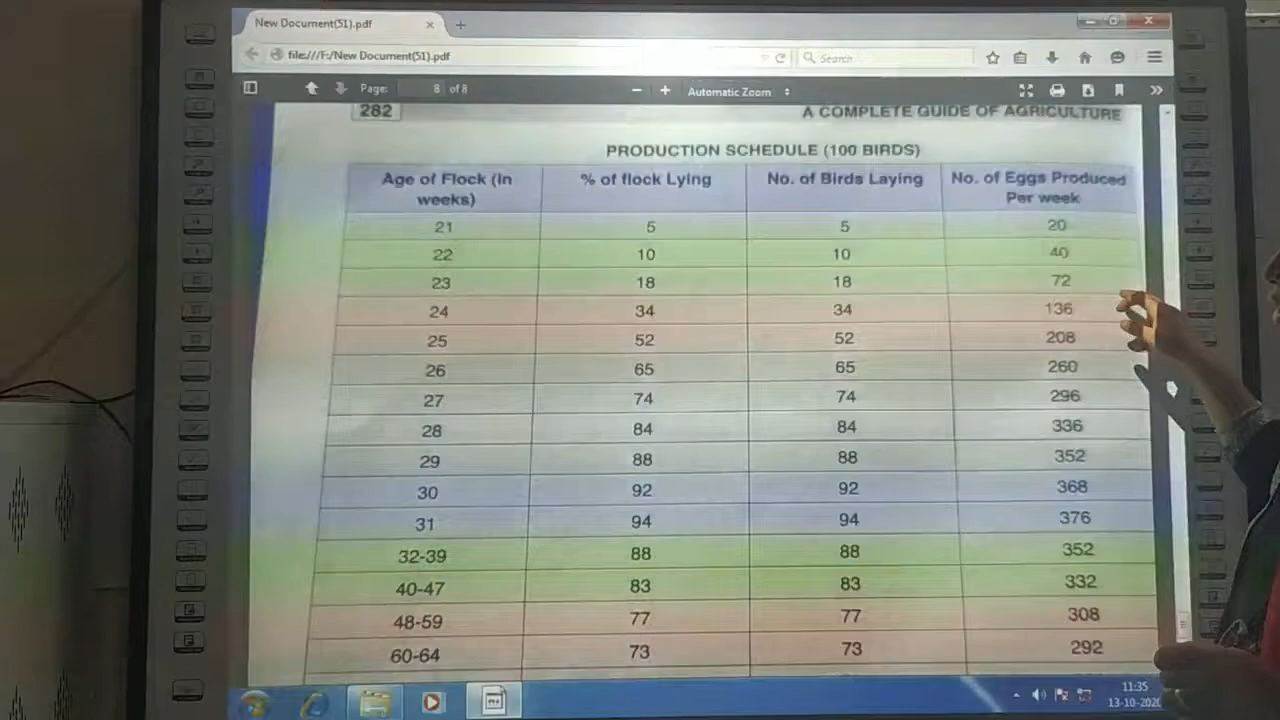 New Document(51).pdf
file:///F:/New Document(51).pdf
Search
Page: 8 of 8
Automatic Zoom
282
A COMPLETE GUIDE OF AGRICULTURE
PRODUCTION SCHEDULE (100 BIRDS)
Age of Flock (In weeks) % of flock Lying No. of Birds Laying No. of Eggs Produced Per week
21 5 5 20
22 10 10 40
23 18 18 72
24 34 34 136
25 52 52 208
26 65 65 260
27 74 74 296
28 84 84 336
29 88 88 352
30 92 92 368
31 94 94 376
32-39 88 88 352
40-47 83 83 332
48-59 77 77 308
60-64 73 73 292
11:35
13-10-2020